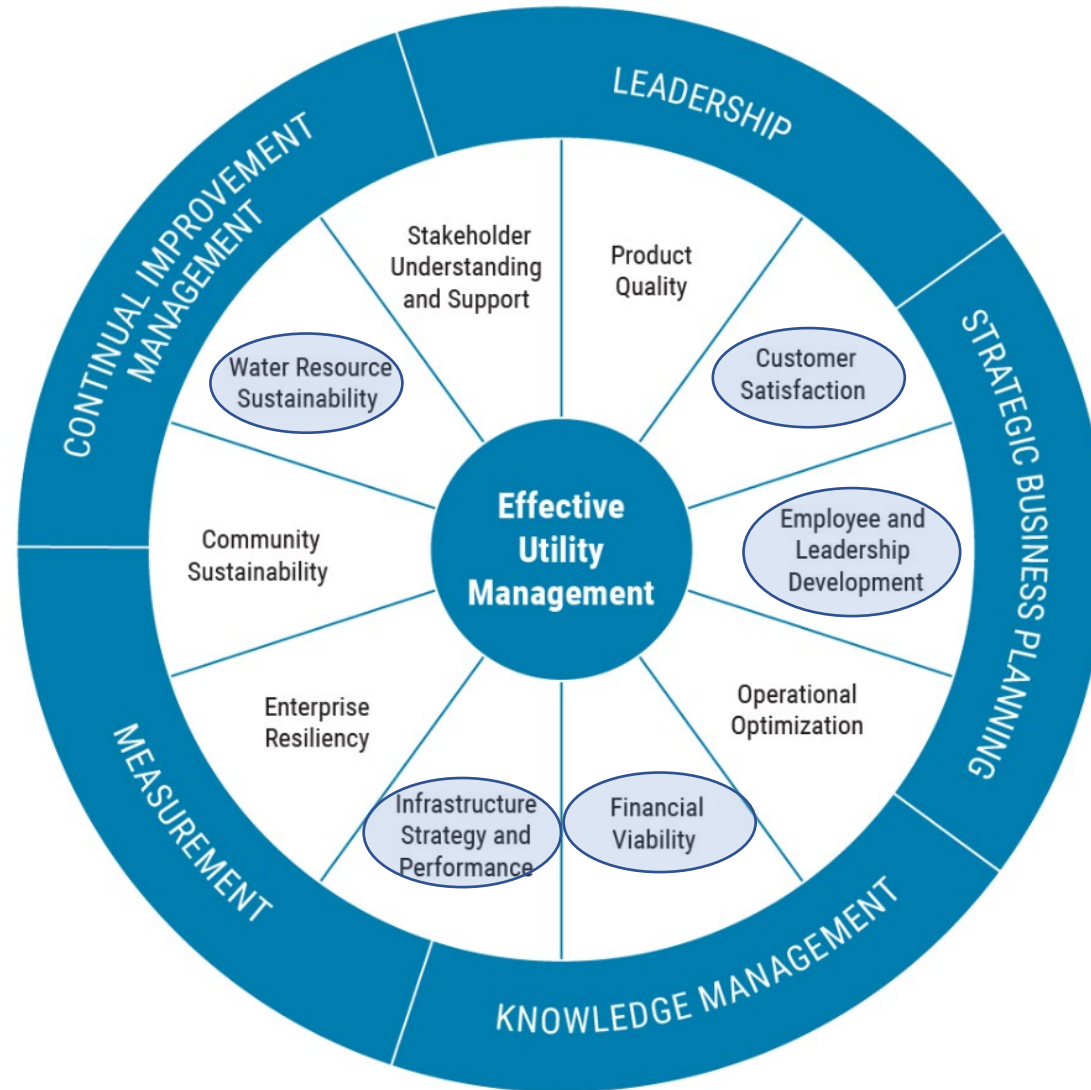 LEADERSHIP
STRATEGIC BUSINESS PLANNING
KNOWLEDGE MANAGEMENT
MEASUREMENT
CONTINUAL IMPROVEMENT
MANAGEMENT
Product
Quality
Customer
Satisfaction
Employee and
Leadership
Development
Operational
Optimization
Financial
Viability
Infrastructure
Strategy and
Performance
Enterprise
Resiliency
Community
Sustainability
Water Resource
Sustainability
Stakeholder
Understanding
and Support
Effective
Utility
Management